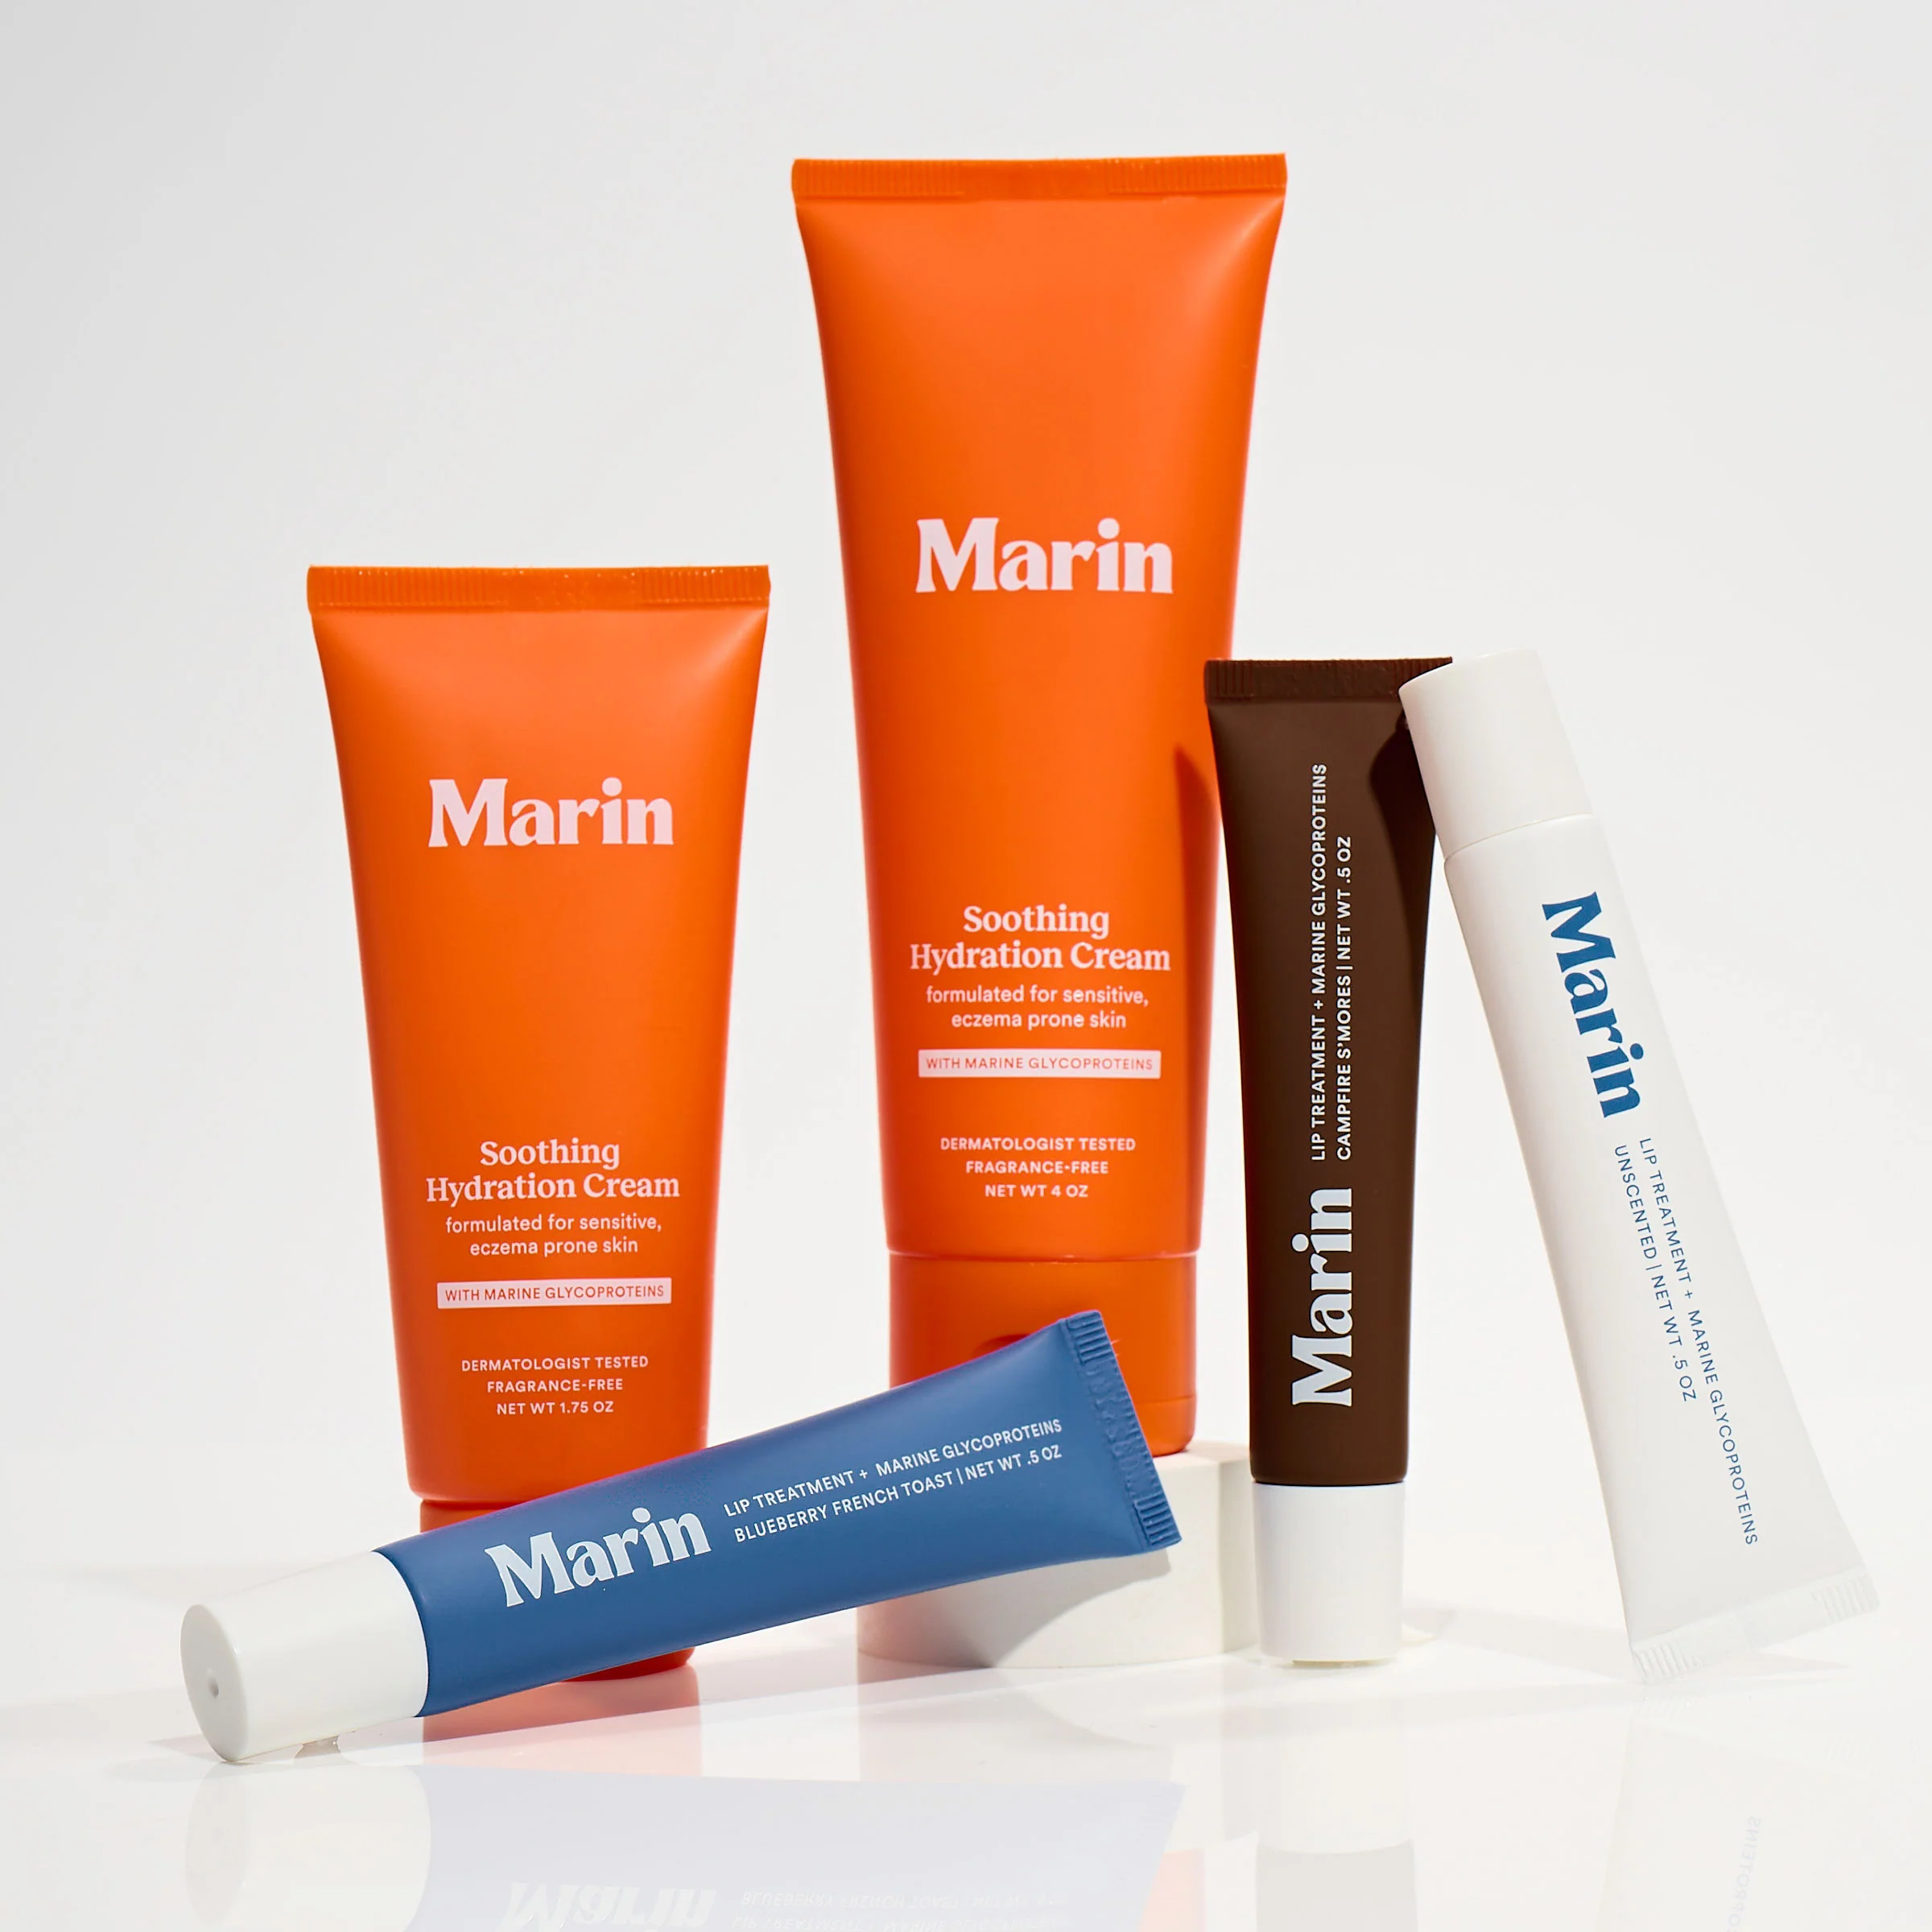 Marin
Soothing
Hydration Cream
formulated for sensitive,
eczema prone skin
WITH MARINE GLYCOPROTEINS
DERMATOLOGIST TESTED
FRAGRANCE-FREE
NET WT 1.75 OZ
Marin
Soothing
Hydration Cream
formulated for sensitive,
eczema prone skin
WITH MARINE GLYCOPROTEINS
DERMATOLOGIST TESTED
FRAGRANCE-FREE
NET WT 4 OZ
Marin
LIP TREATMENT + MARINE GLYCOPROTEINS
CAMPFIRE S'MORES | NET WT .5 OZ
Marin
LIP TREATMENT + MARINE GLYCOPROTEINS
UNSCENTED | NET WT .5 OZ
Marin
LIP TREATMENT + MARINE GLYCOPROTEINS
BLUEBERRY FRENCH TOAST | NET WT .5 OZ